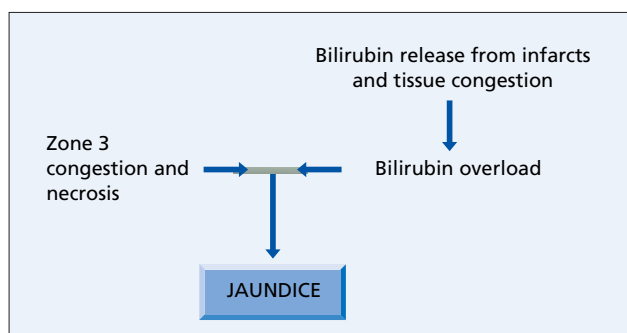 Bilirubin release from infarcts
and tissue congestion
Zone 3
congestion and
necrosis
Bilirubin overload
JAUNDICE